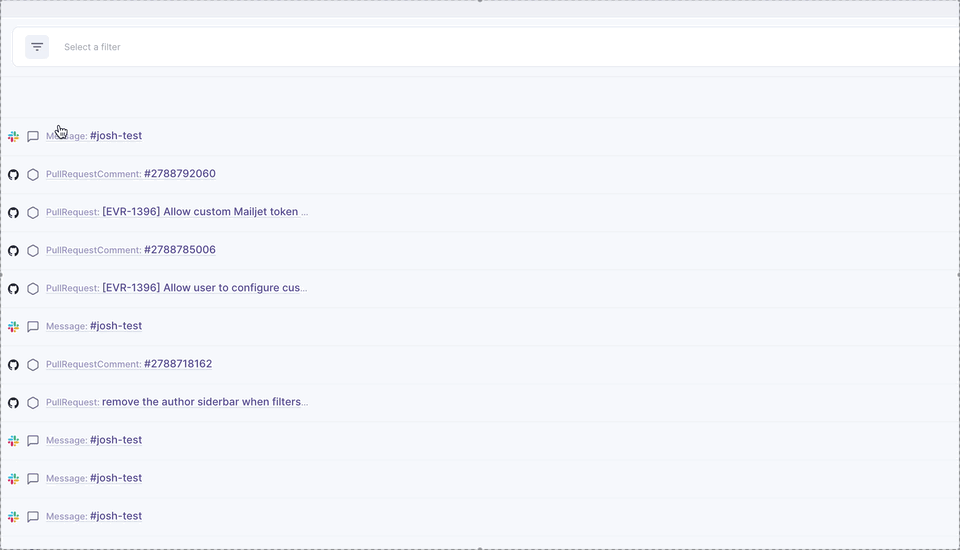 Select a filter
Message: #josh-test
PullRequestComment: #2788792060
PullRequest: [EVR-1396] Allow custom Mailjet token ...
PullRequestComment: #2788785006
PullRequest: [EVR-1396] Allow user to configure cus...
Message: #josh-test
PullRequestComment: #2788718162
PullRequest: remove the author siderbar when filters...
Message: #josh-test
Message: #josh-test
Message: #josh-test